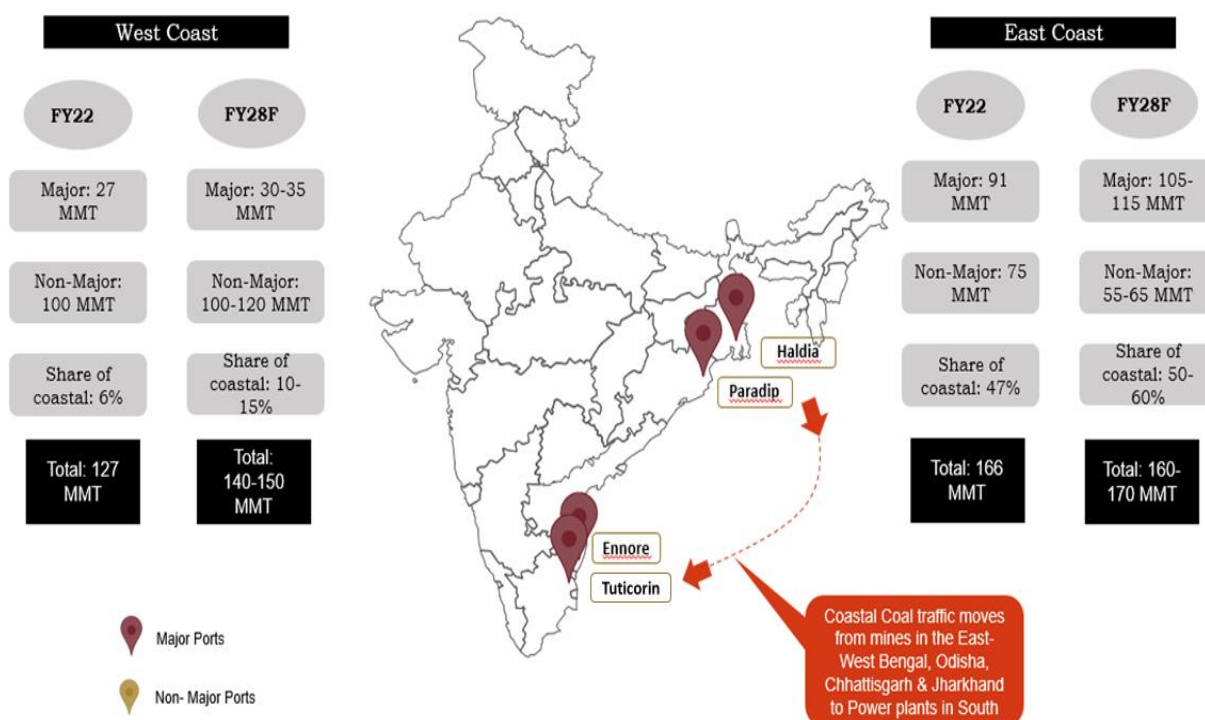 West Coast
FY22
FY28F
Major: 27
MMT
Major: 30-35
MMT
Non-Major:
100 MMT
Non-Major:
100-120 MMT
Share of
coastal: 6%
Share of
coastal: 10-
15%
Total: 127
MMT
Total:
140-150
MMT
East Coast
FY22
FY28F
Major: 91
MMT
Major: 105-
115 MMT
Non-Major: 75
MMT
Non-Major:
55-65 MMT
Share of
coastal: 47%
Share of
coastal: 50-
60%
Total: 166
MMT
Total: 160-
170 MMT
Haldia
Paradip
Ennore
Tuticorin
Coastal Coal traffic moves
from mines in the East-
West Bengal, Odisha,
Chhattisgarh & Jharkhand
to Power plants in South
Major Ports
Non- Major Ports